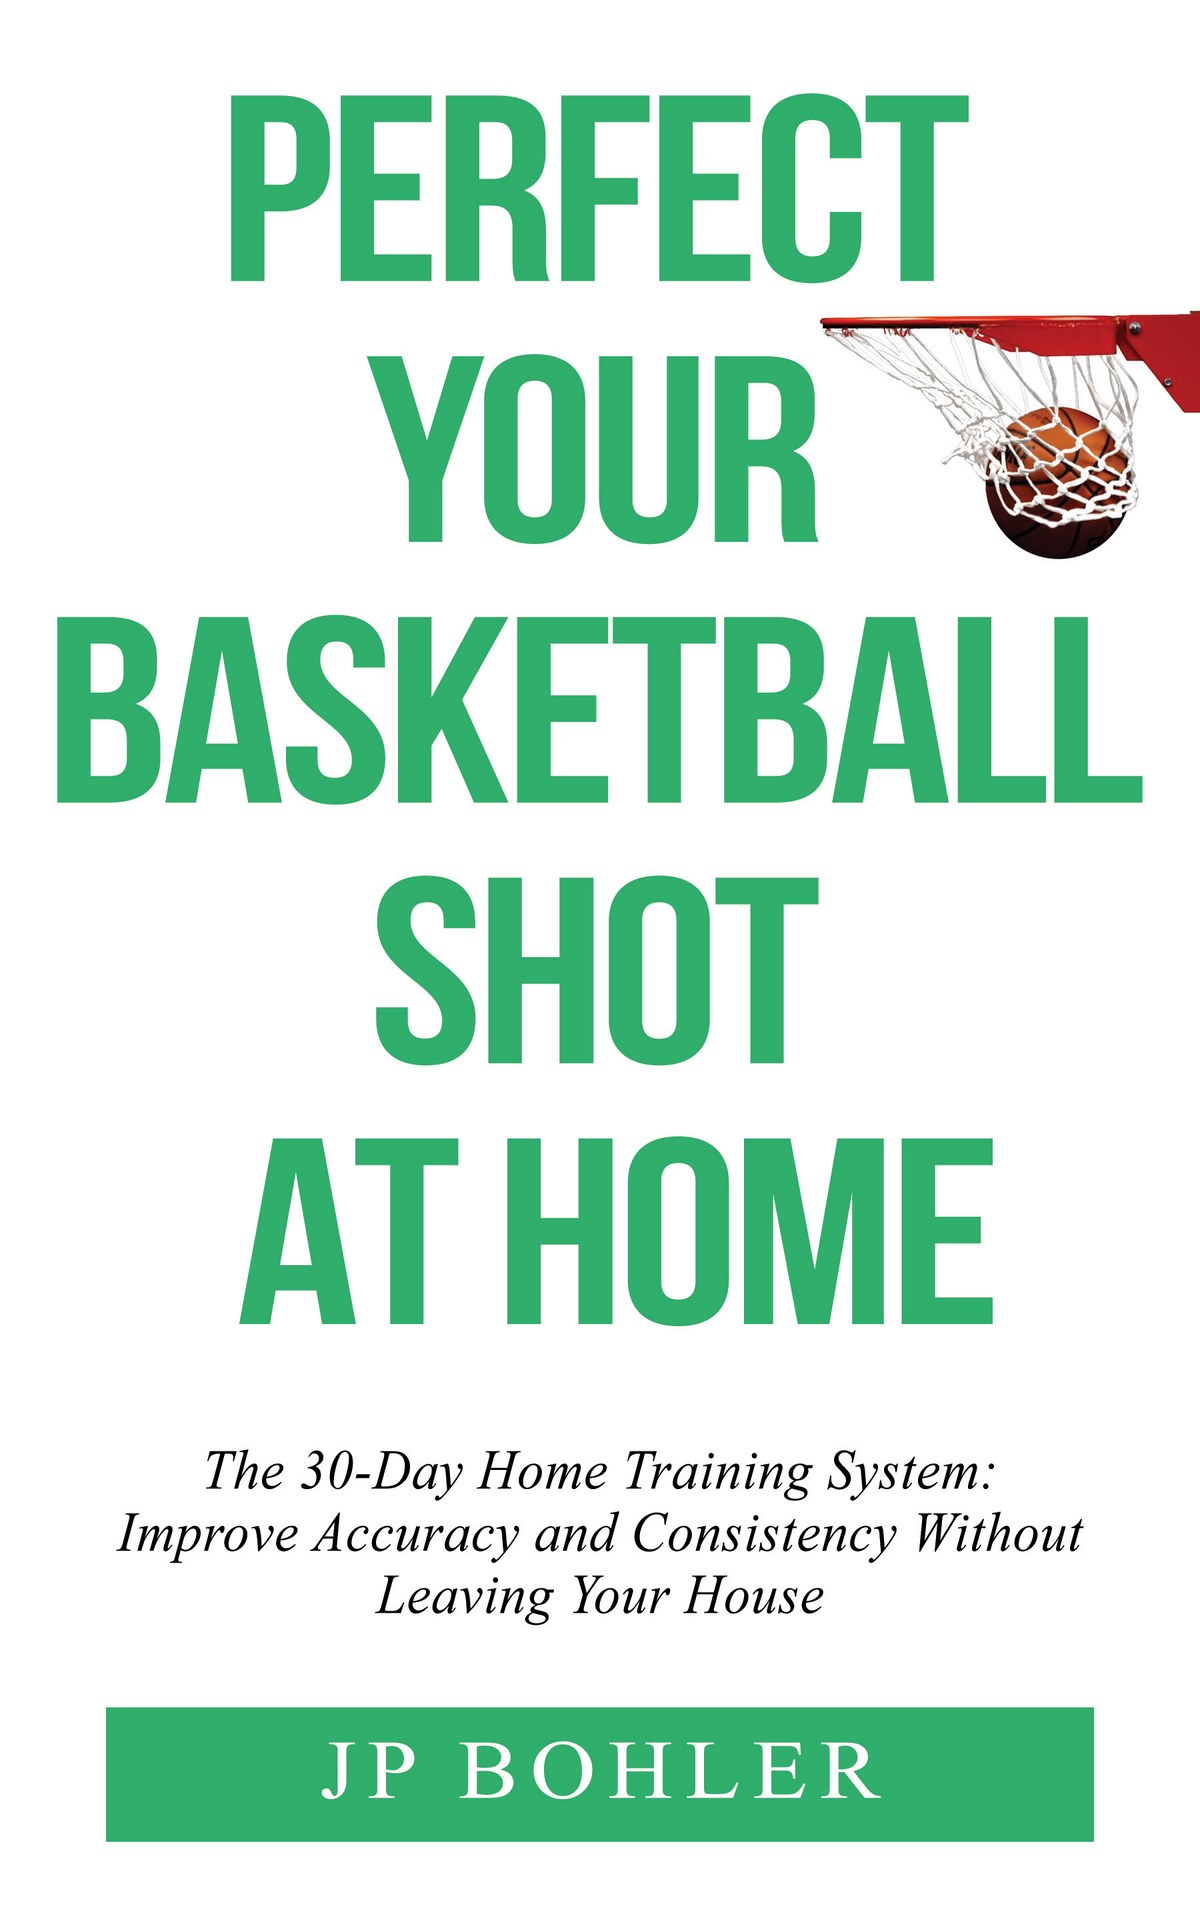 PERFECT
YOUR
BASKETBALL
SHOT
AT HOME
The 30-Day Home Training System:
Improve Accuracy and Consistency Without
Leaving Your House
JP BOHLER